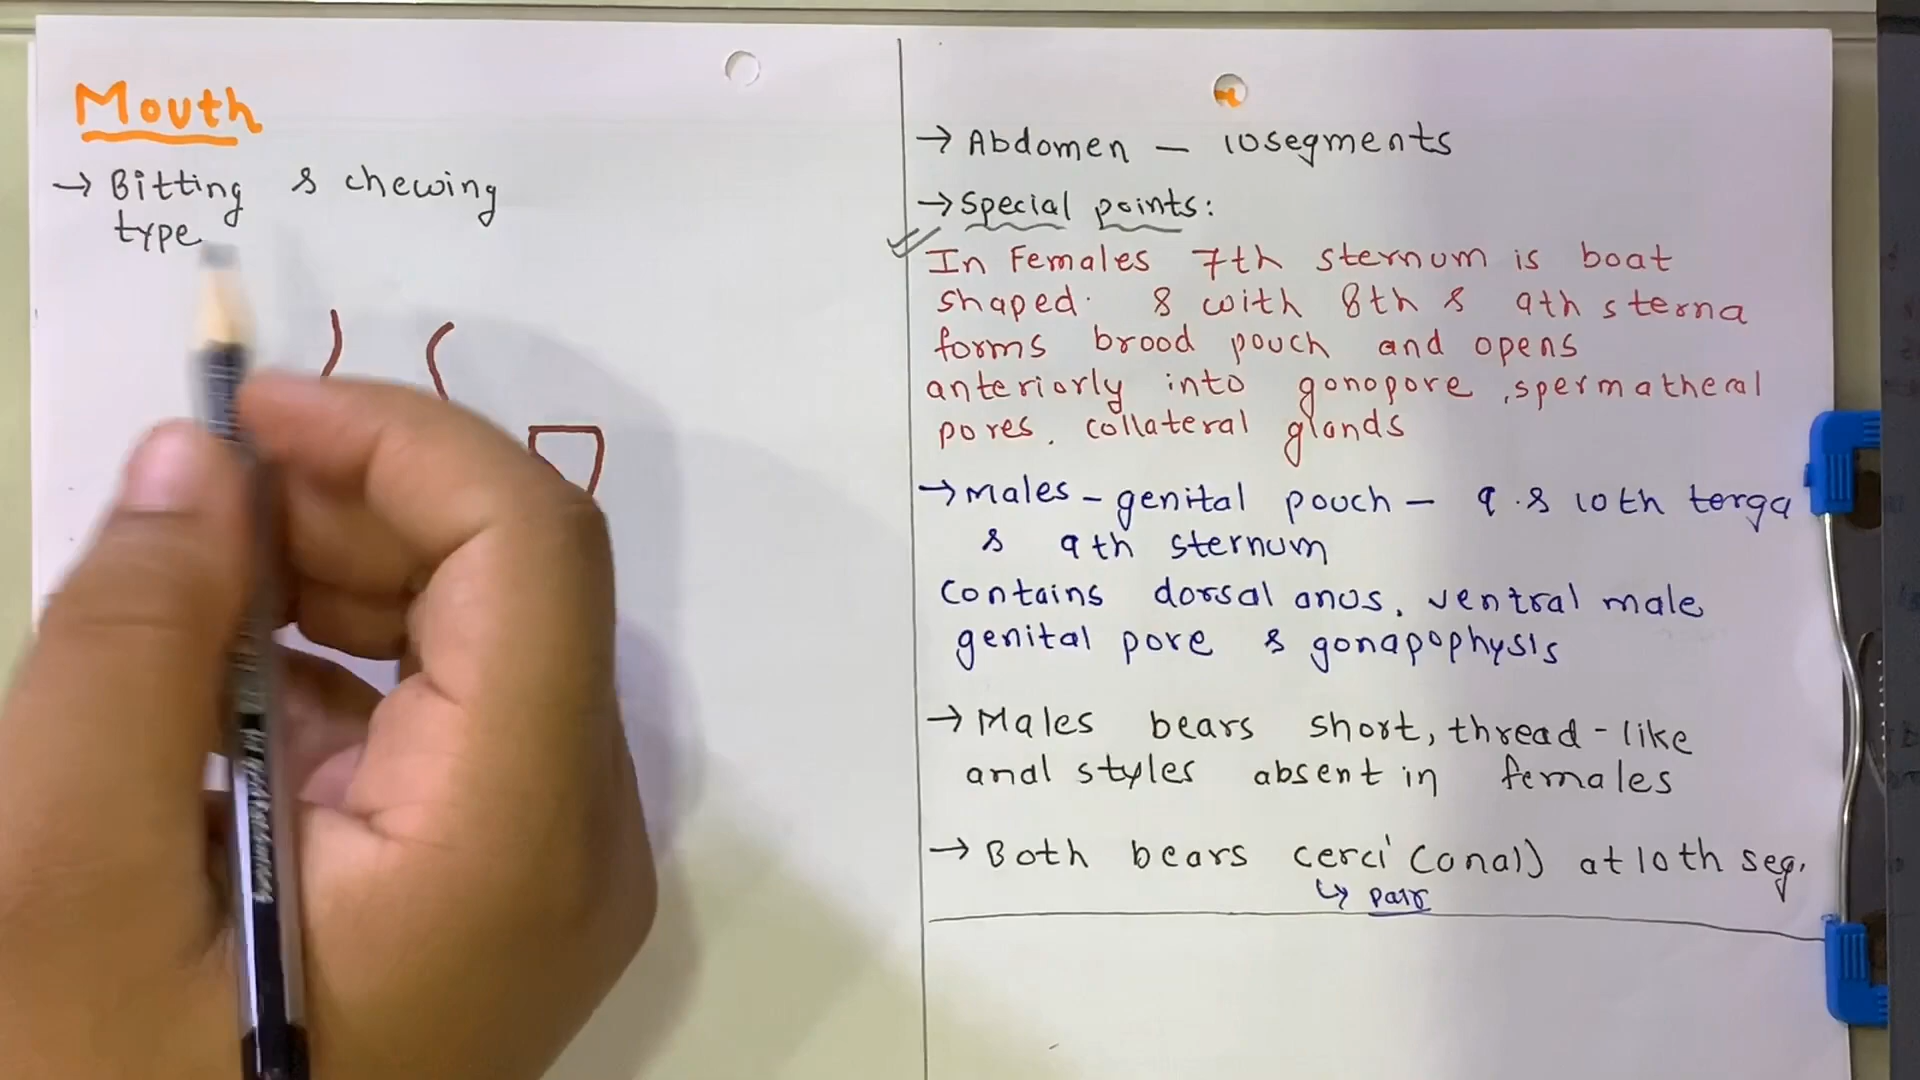 Mouth
→ Bitting & chewing
type
→ Abdomen — 10segments
→ Special points:
In Females 7th sternum is boat
shaped. & with 8th & 9th sterna
forms brood pouch and opens
anteriorly into gonopore, spermathecal
pores. collateral glands
→ Males - genital pouch — 9 & 10th terga
& 9th sternum
Contains dorsal anus, ventral male
genital pore & gonapophysis
→ Males bears short, thread-like
anal styles absent in females
→ Both bears cerci (anal) at 10th seg.
↳ pair